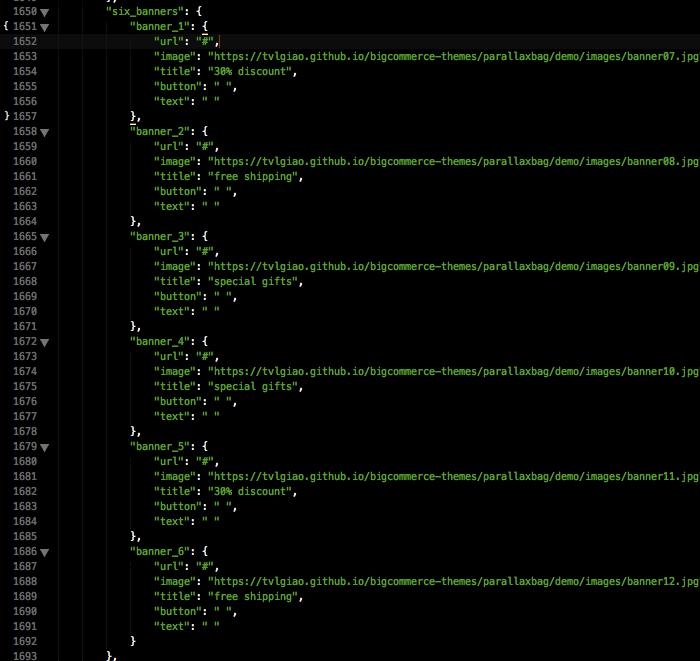 1650 "six_banners": {
{ 1651 "banner_1": {
1652 "url": "#",
1653 "image": "https://tvlgiao.github.io/bigcommerce-themes/parallaxbag/demo/images/banner07.jpg
1654 "title": "30% discount",
1655 "button": " ",
1656 "text": " "
} 1657 },
1658 "banner_2": {
1659 "url": "#",
1660 "image": "https://tvlgiao.github.io/bigcommerce-themes/parallaxbag/demo/images/banner08.jpg
1661 "title": "free shipping",
1662 "button": " ",
1663 "text": " "
1664 },
1665 "banner_3": {
1666 "url": "#",
1667 "image": "https://tvlgiao.github.io/bigcommerce-themes/parallaxbag/demo/images/banner09.jpg
1668 "title": "special gifts",
1669 "button": " ",
1670 "text": " "
1671 },
1672 "banner_4": {
1673 "url": "#",
1674 "image": "https://tvlgiao.github.io/bigcommerce-themes/parallaxbag/demo/images/banner10.jpg
1675 "title": "special gifts",
1676 "button": " ",
1677 "text": " "
1678 },
1679 "banner_5": {
1680 "url": "#",
1681 "image": "https://tvlgiao.github.io/bigcommerce-themes/parallaxbag/demo/images/banner11.jpg
1682 "title": "30% discount",
1683 "button": " ",
1684 "text": " "
1685 },
1686 "banner_6": {
1687 "url": "#",
1688 "image": "https://tvlgiao.github.io/bigcommerce-themes/parallaxbag/demo/images/banner12.jpg
1689 "title": "free shipping",
1690 "button": " ",
1691 "text": " "
1692 }
1693 },